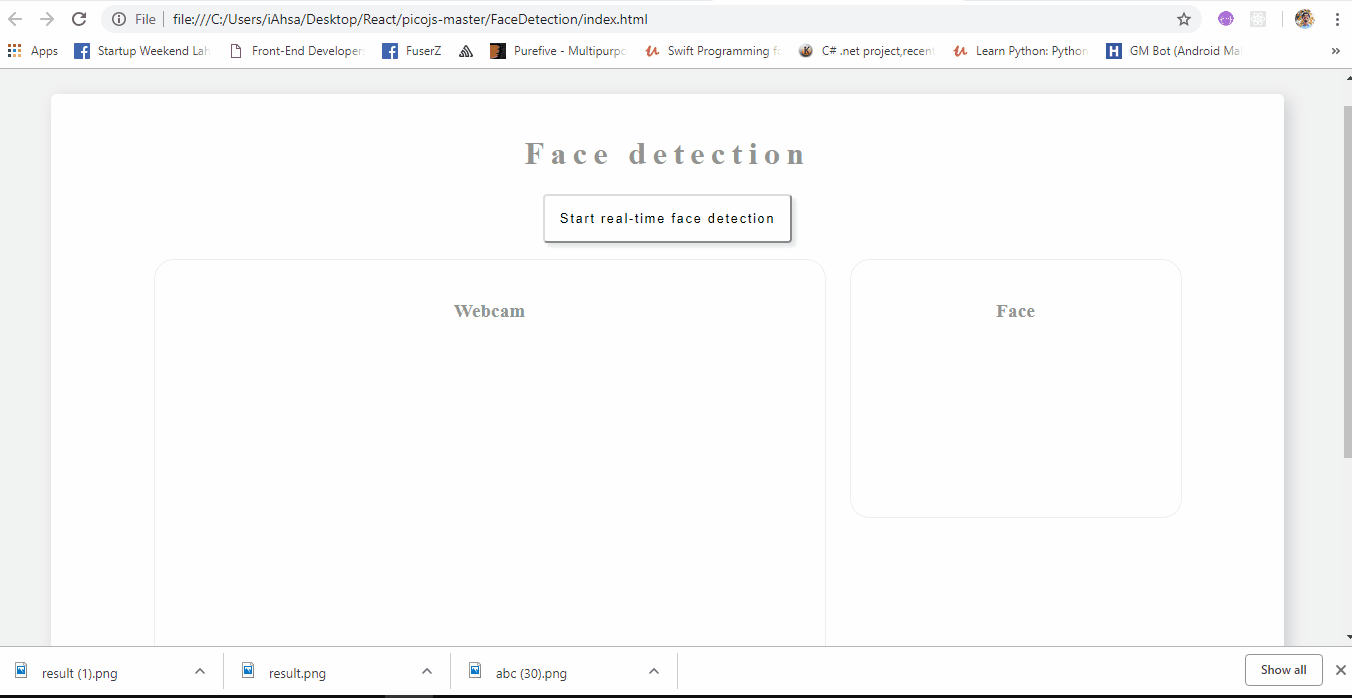 File file:///C:/Users/iAhsa/Desktop/React/picojs-master/FaceDetection/index.html
Apps Startup Weekend Lah Front-End Developer FuserZ Purefive - Multipurpo Swift Programming fo C# .net project,recent Learn Python: Python H GM Bot (Android Mal
Face detection
Start real-time face detection
Webcam Face
result (1).png result.png abc (30).png Show all